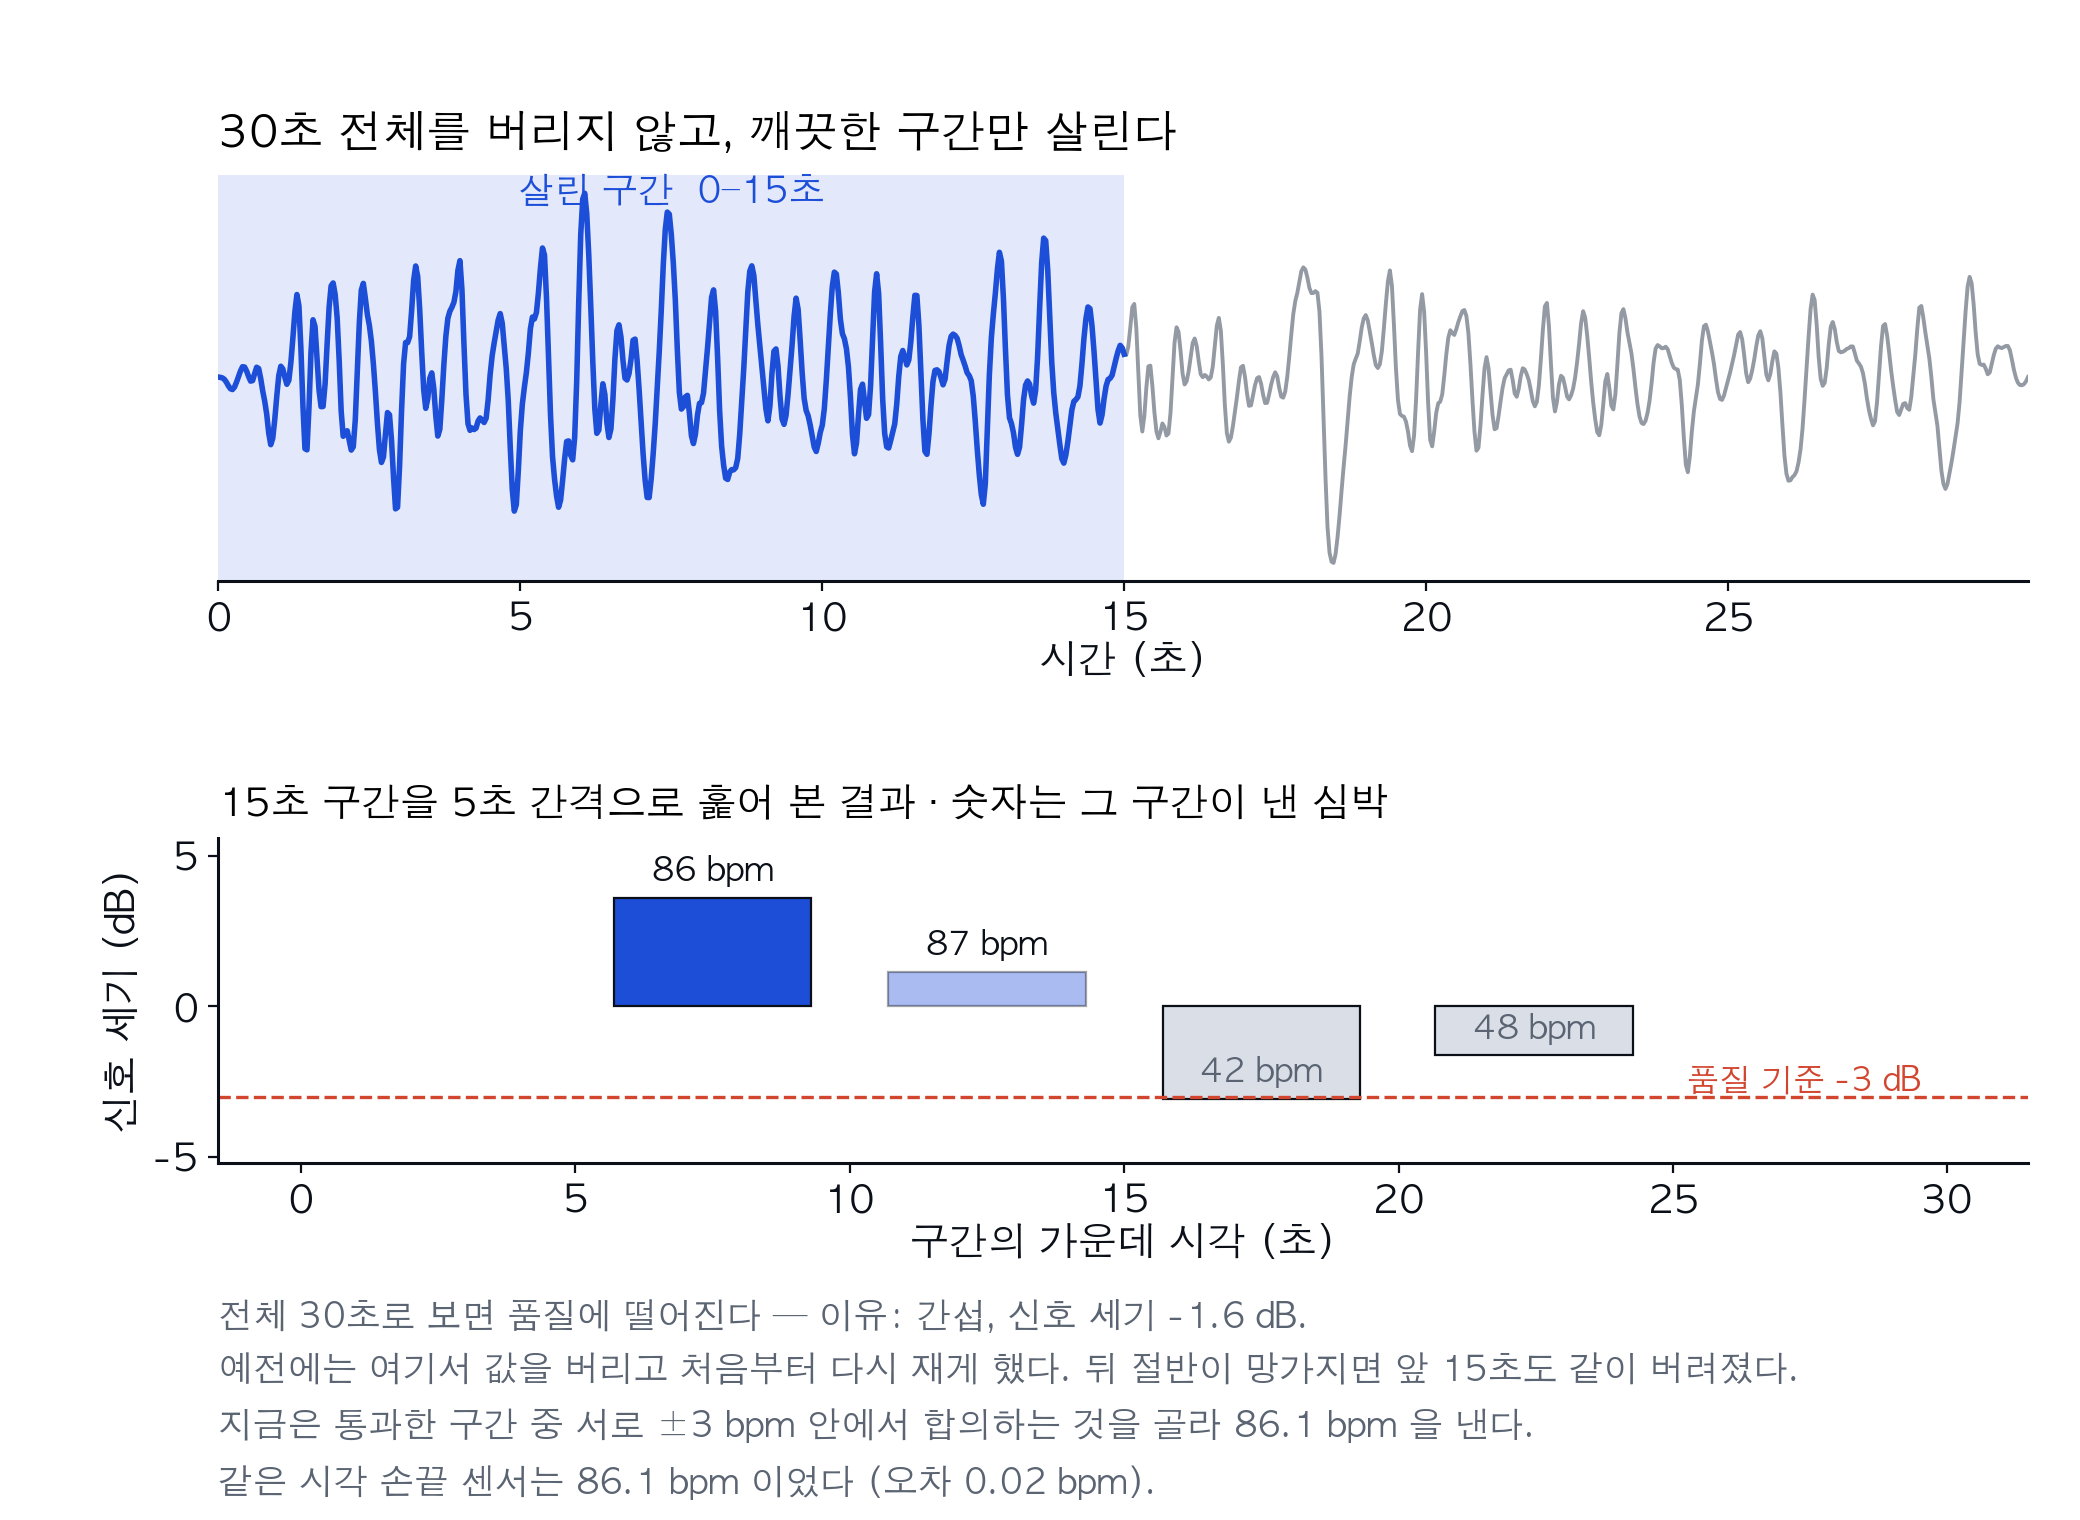 30초 전체를 버리지 않고, 깨끗한 구간만 살린다
살린 구간 0–15초
0 5 10 15 20 25
시간 (초)
15초 구간을 5초 간격으로 훑어 본 결과 · 숫자는 그 구간이 낸 심박
신호 세기 (dB)
5
0
-5
86 bpm
87 bpm
42 bpm
48 bpm
품질 기준 -3 dB
0 5 10 15 20 25 30
구간의 가운데 시각 (초)
전체 30초로 보면 품질에 떨어진다 — 이유: 간섭, 신호 세기 -1.6 dB.
예전에는 여기서 값을 버리고 처음부터 다시 재게 했다. 뒤 절반이 망가지면 앞 15초도 같이 버려졌다.
지금은 통과한 구간 중 서로 ±3 bpm 안에서 합의하는 것을 골라 86.1 bpm 을 낸다.
같은 시각 손끝 센서는 86.1 bpm 이었다 (오차 0.02 bpm).